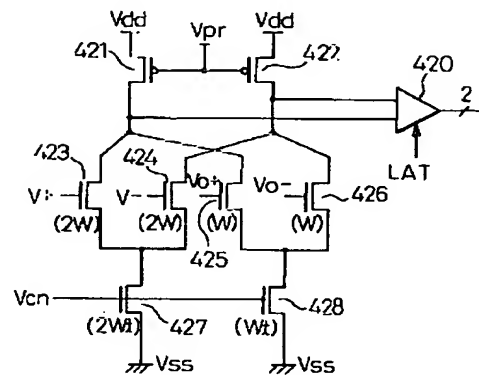 Vdd Vpr Vdd
421 422 420
2
LAT
423 424 Vo+ Vo-
V+ V- 426
(2W) (2W) (W) (W)
425
Vcn
(2Wt) 427 (Wt) 428
Vss Vss